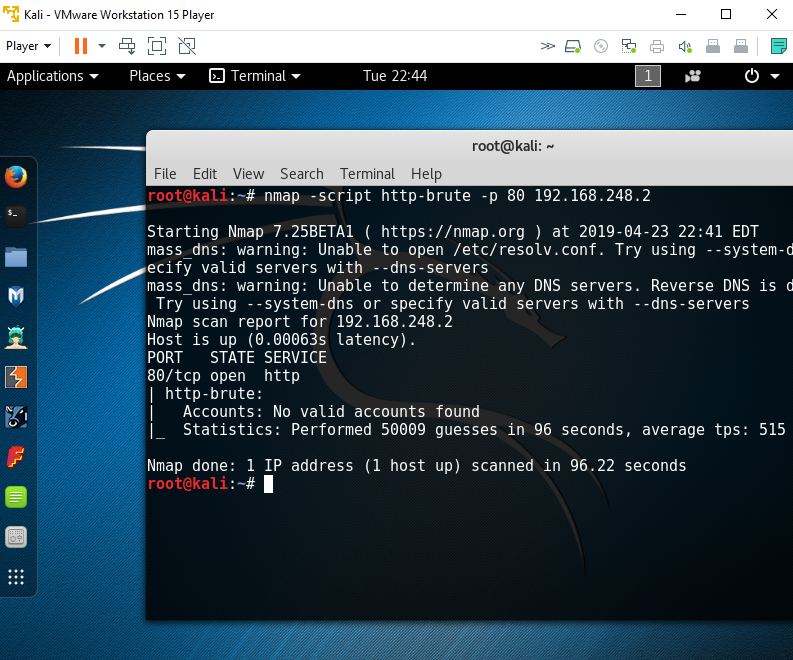 Kali - VMware Workstation 15 Player
Player
Applications Places Terminal Tue 22:44 1
root@kali: ~
File Edit View Search Terminal Help
root@kali:~# nmap -script http-brute -p 80 192.168.248.2
Starting Nmap 7.25BETA1 ( https://nmap.org ) at 2019-04-23 22:41 EDT
mass_dns: warning: Unable to open /etc/resolv.conf. Try using --system-d
ecify valid servers with --dns-servers
mass_dns: warning: Unable to determine any DNS servers. Reverse DNS is d
Try using --system-dns or specify valid servers with --dns-servers
Nmap scan report for 192.168.248.2
Host is up (0.00063s latency).
PORT   STATE SERVICE
80/tcp open  http
| http-brute:
|   Accounts: No valid accounts found
|_  Statistics: Performed 50009 guesses in 96 seconds, average tps: 515
Nmap done: 1 IP address (1 host up) scanned in 96.22 seconds
root@kali:~#